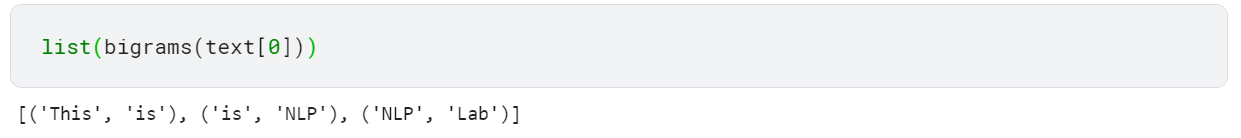 list(bigrams(text[0]))
[('This', 'is'), ('is', 'NLP'), ('NLP', 'Lab')]